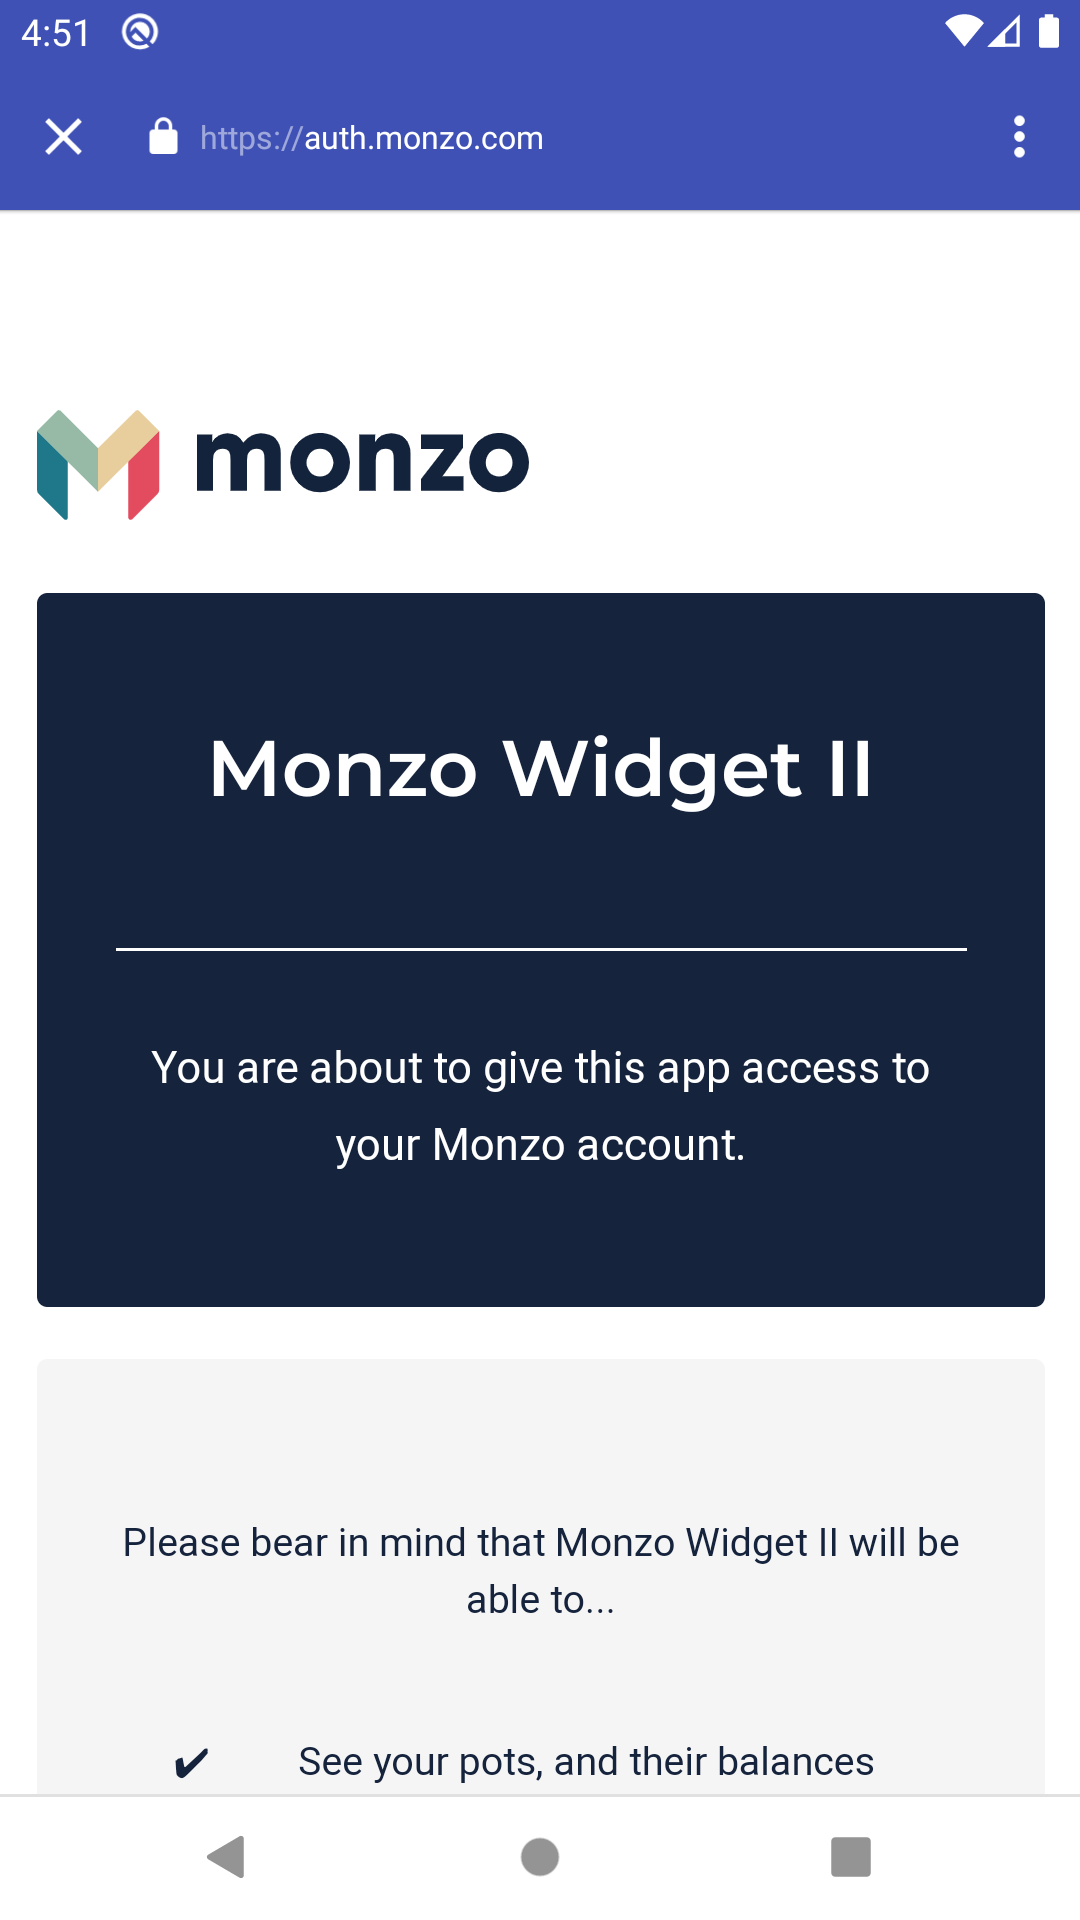 4:51
https://auth.monzo.com
monzo
Monzo Widget II
You are about to give this app access to
your Monzo account.
Please bear in mind that Monzo Widget II will be
able to...
✔ See your pots, and their balances